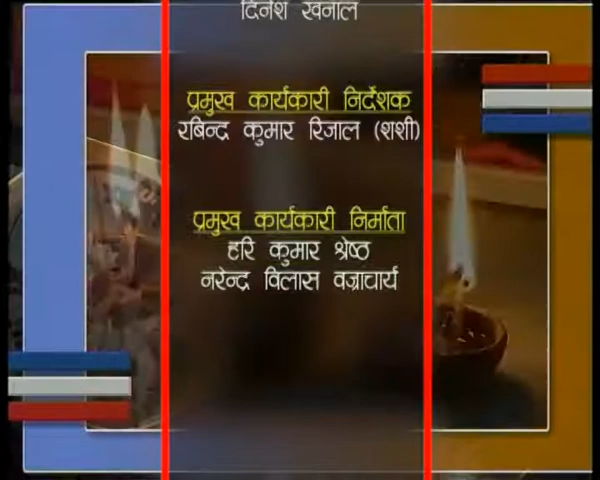 दिनेश खनाल
प्रमुख कार्यकारी निर्देशक
रबिन्द्र कुमार रिजाल (शशी)
प्रमुख कार्यकारी निर्माता
हरि कुमार श्रेष्ठ
नरेन्द्र विलास वज्राचार्य